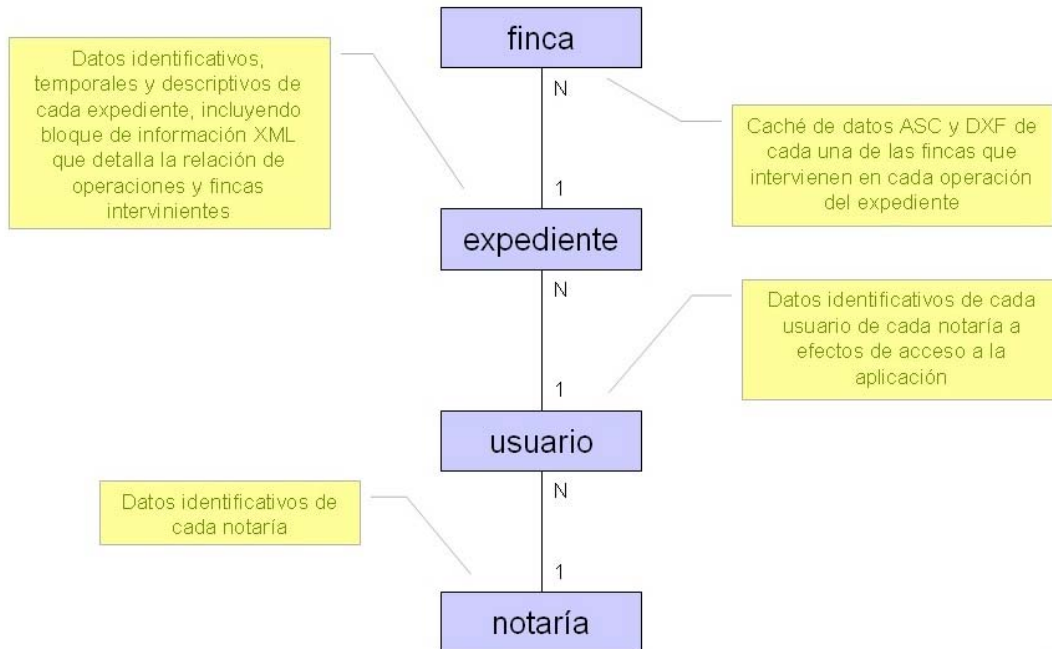 finca
Datos identificativos,
temporales y descriptivos de
cada expediente, incluyendo
bloque de información XML
que detalla la relación de
operaciones y fincas
intervinientes
N
Caché de datos ASC y DXF de
cada una de las fincas que
intervienen en cada operación
del expediente
1
expediente
N
Datos identificativos de cada
usuario de cada notaría a
efectos de acceso a la
aplicación
1
usuario
N
Datos identificativos de
cada notaría
1
notaría